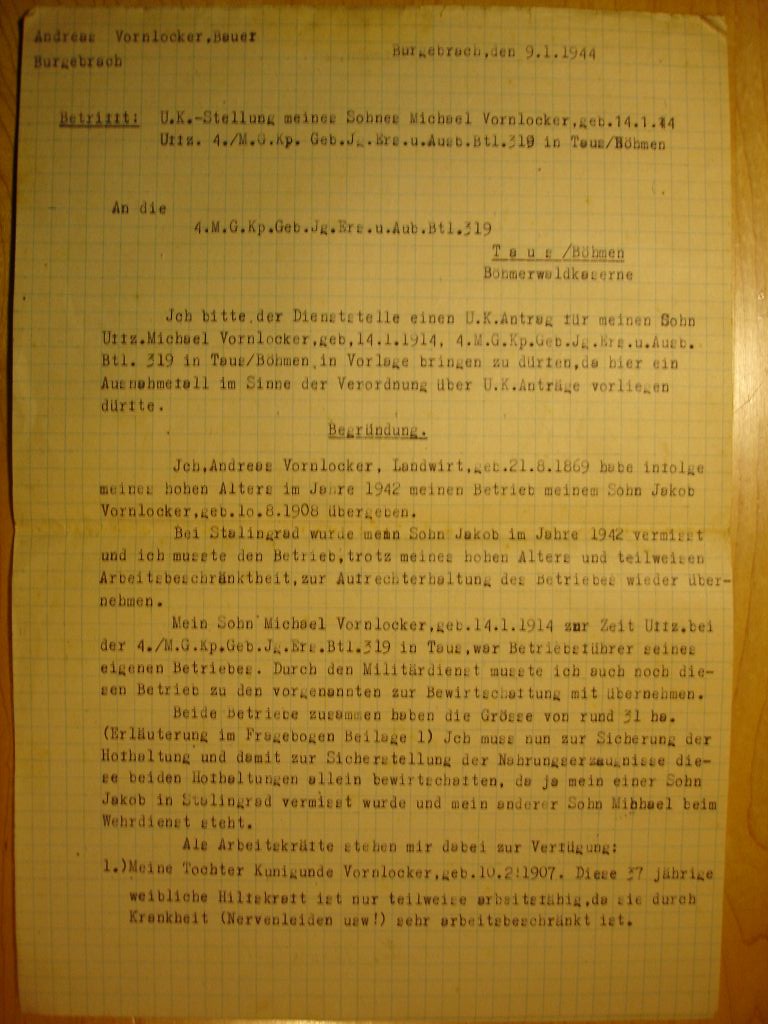 Andreas Vornlocker,Bauer
Burgebrach
Burgebrach,den 9.1.1944
Betrifft: U.K.-Stellung meines Sohnes Michael Vornlocker,geb.14.1.14
Uffz. 4./M.G.Kp. Geb.Jg.Ers.u.Ausb.Btl.319 in Taus/Böhmen
An die
4.M.G.Kp.Geb.Jg.Ers.u.Aub.Btl.319
T a u s /Böhmen
Böhmerwaldkaserne
Jch bitte,der Dienststelle einen U.K.Antrag für meinen Sohn
Uffz.Michael Vornlocker,geb,14.1.1914, 4.M.G.Kp.Geb.Jg.Ers.u.Ausb.
Btl. 319 in Taus/Böhmen,in Vorlage bringen zu dürfen,da hier ein
Ausnahmefall im Sinne der Verordnung über U.K.Anträge vorliegen
dürfte.
Begründung.
Jch,Andreas Vornlocker, Landwirt,geb.21.8.1869 habe infolge
meines hohen Alters im Jahre 1942 meinen Betrieb meinem Sohn Jakob
Vornlocker,geb.1o.8.1908 übergeben.
Bei Stalingrad wurde mein Sohn Jakob im Jahre 1942 vermisst
und ich musste den Betrieb,trotz meines hohen Alters und teilweisen
Arbeitsbeschränktheit,zur Aufrechterhaltung des Betriebes wieder über-
nehmen.
Mein Sohn Michael Vornlocker,geb.14.1.1914 zur Zeit Uffz.bei
der 4./M.G.Kp.Geb.Jg.Ers.Btl.319 in Taus,war Betriebsführer seines
eigenen Betriebes. Durch den Militärdienst musste ich auch noch die-
sen Betrieb zu den vorgenannten zur Bewirtschaftung mit übernehmen.
Beide Betriebe zusammen haben die Grösse von rund 31 ha.
(Erläuterung im Fragebogen Beilage 1) Jch muss nun zur Sicherung der
Hofhaltung und damit zur Sicherstellung der Nahrungserzeugnisse die-
se beiden Hofhaltungen allein bewirtschaften, da ja mein einer Sohn
Jakob in Stalingrad vermisst wurde und mein anderer Sohn Mihhael beim
Wehrdienst steht.
Als Arbeitskräfte stehen mir dabei zur Verfügung:
1.)Meine Tochter Kunigunde Vornlocker,geb.10.2!1907. Diese 37 jährige
weibliche Hilfskraft ist nur teilweise arbeitsfähig,da sie durch
Krankheit (Nervenleiden usw!) sehr arbeitsbeschränkt ist.